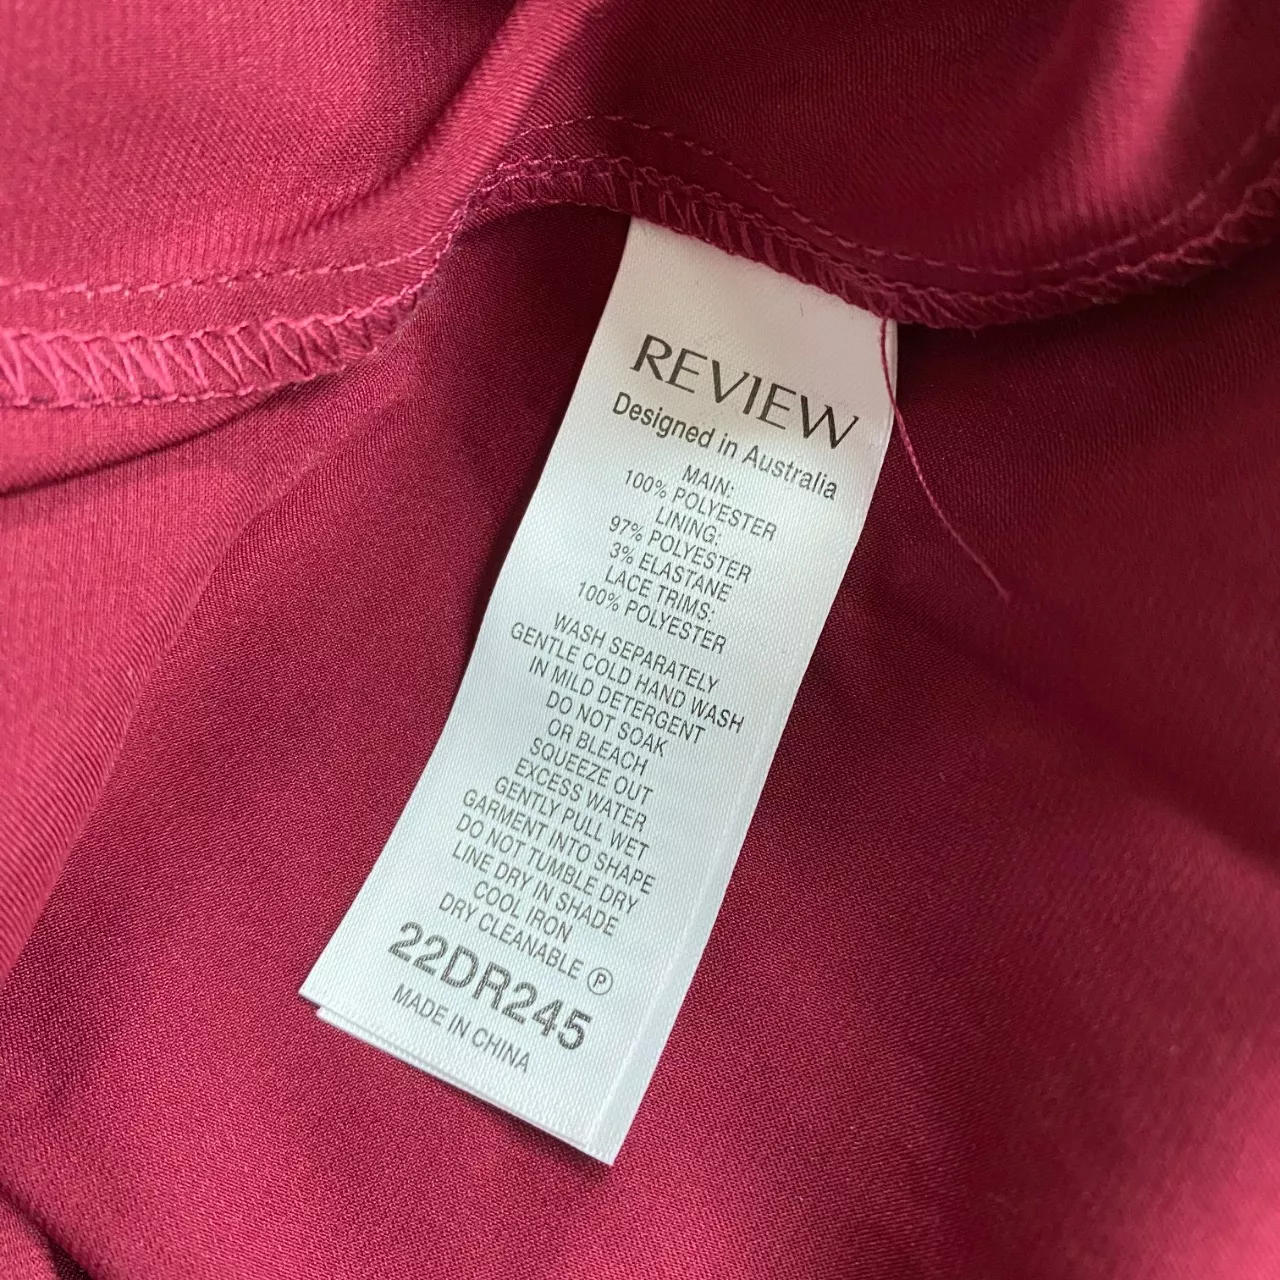 REVIEW
Designed in Australia
MAIN:
100% POLYESTER
LINING:
97% POLYESTER
3% ELASTANE
LACE TRIMS:
100% POLYESTER
WASH SEPARATELY
GENTLE COLD HAND WASH
IN MILD DETERGENT
DO NOT SOAK
OR BLEACH
SQUEEZE OUT
EXCESS WATER
GENTLY PULL WET
GARMENT INTO SHAPE
DO NOT TUMBLE DRY
LINE DRY IN SHADE
COOL IRON
DRY CLEANABLE Ⓟ
22DR245
MADE IN CHINA